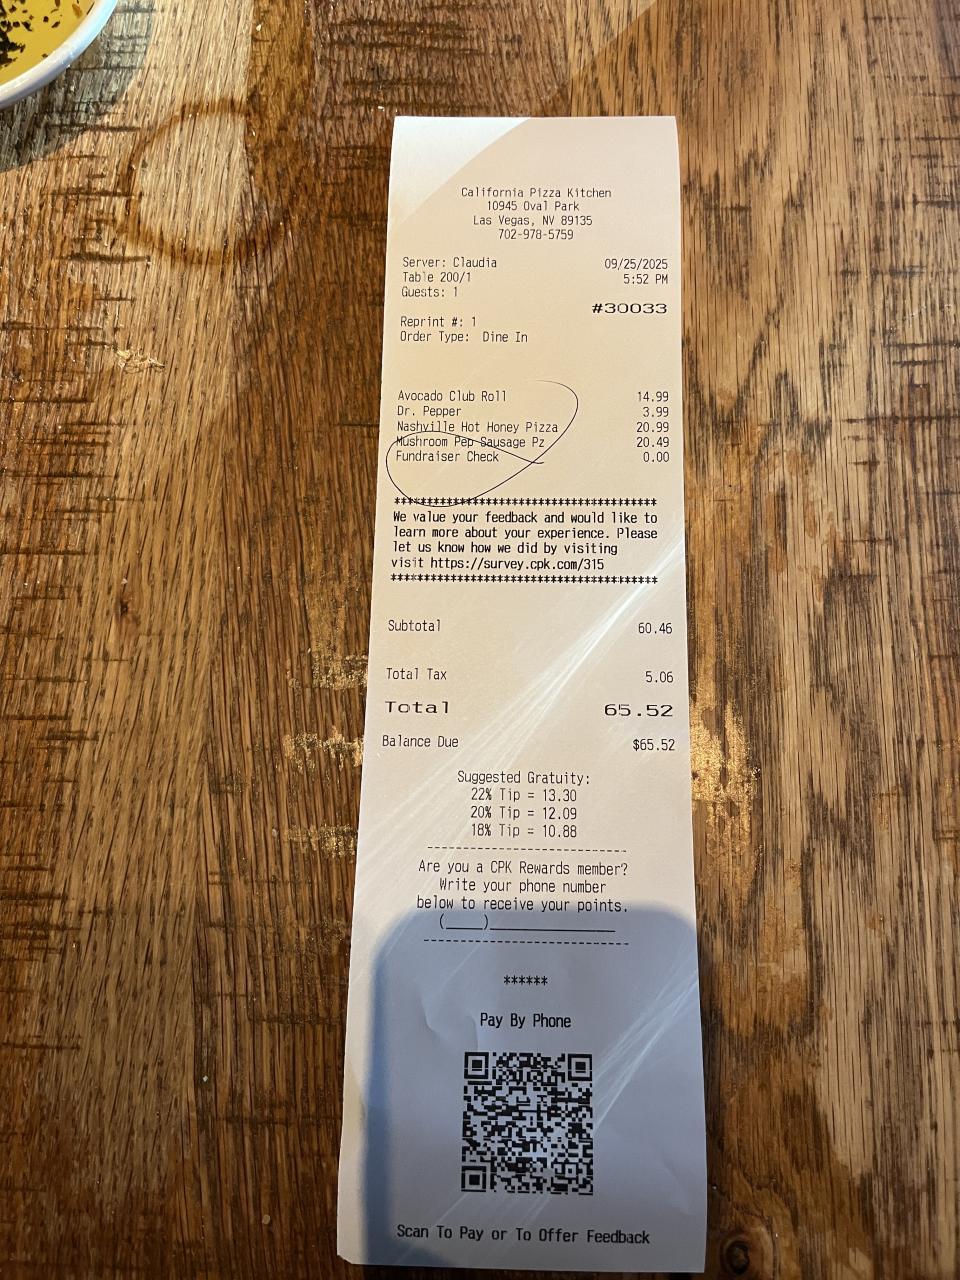 California Pizza Kitchen
10945 Oval Park
Las Vegas, NV 89135
702-978-5759
Server: Claudia 09/25/2025
Table 200/1 5:52 PM
Guests: 1
#30033
Reprint #: 1
Order Type: Dine In
Avocado Club Roll 14.99
Dr. Pepper 3.99
Nashville Hot Honey Pizza 20.99
Mushroom Pep Sausage Pz 20.49
Fundraiser Check 0.00
****************************************
We value your feedback and would like to
learn more about your experience. Please
let us know how we did by visiting
visit https://survey.cpk.com/315
****************************************
Subtotal 60.46
Total Tax 5.06
Total 65.52
Balance Due $65.52
Suggested Gratuity:
22% Tip = 13.30
20% Tip = 12.09
18% Tip = 10.88
------------------------------
Are you a CPK Rewards member?
Write your phone number
below to receive your points.
(____)_________________
------------------------------
******
Pay By Phone
Scan To Pay or To Offer Feedback